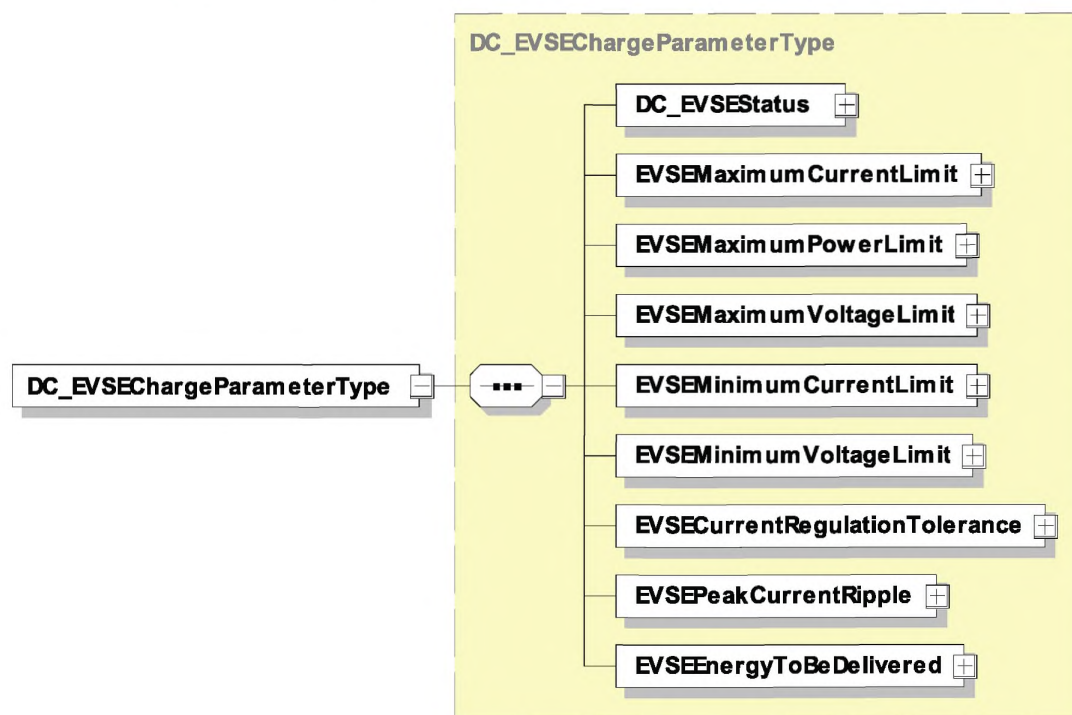 DC_EVSEChargeParameterType
DC_EVSEStatus
EVSEMaximumCurrentLimit
EVSEMaximumPowerLimit
EVSEMaximumVoltageLimit
DC_EVSEChargeParameterType
EVSEMinimumCurrentLimit
EVSEMinimumVoltageLimit
EVSECurrentRegulationTolerance
EVSEPeakCurrentRipple
EVSEEnergyToBeDelivered